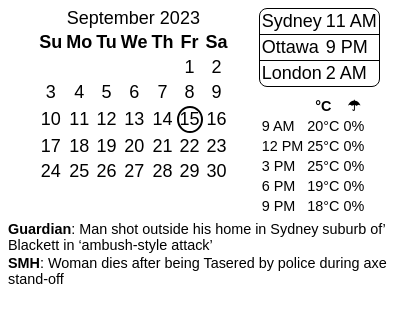 September 2023
Su Mo Tu We Th Fr Sa
1 2
3 4 5 6 7 8 9
10 11 12 13 14 15 16
17 18 19 20 21 22 23
24 25 26 27 28 29 30
Sydney 11 AM
Ottawa 9 PM
London 2 AM
°C ☂
9 AM 20°C 0%
12 PM 25°C 0%
3 PM 25°C 0%
6 PM 19°C 0%
9 PM 18°C 0%
Guardian: Man shot outside his home in Sydney suburb of’
Blackett in ‘ambush-style attack’
SMH: Woman dies after being Tasered by police during axe
stand-off